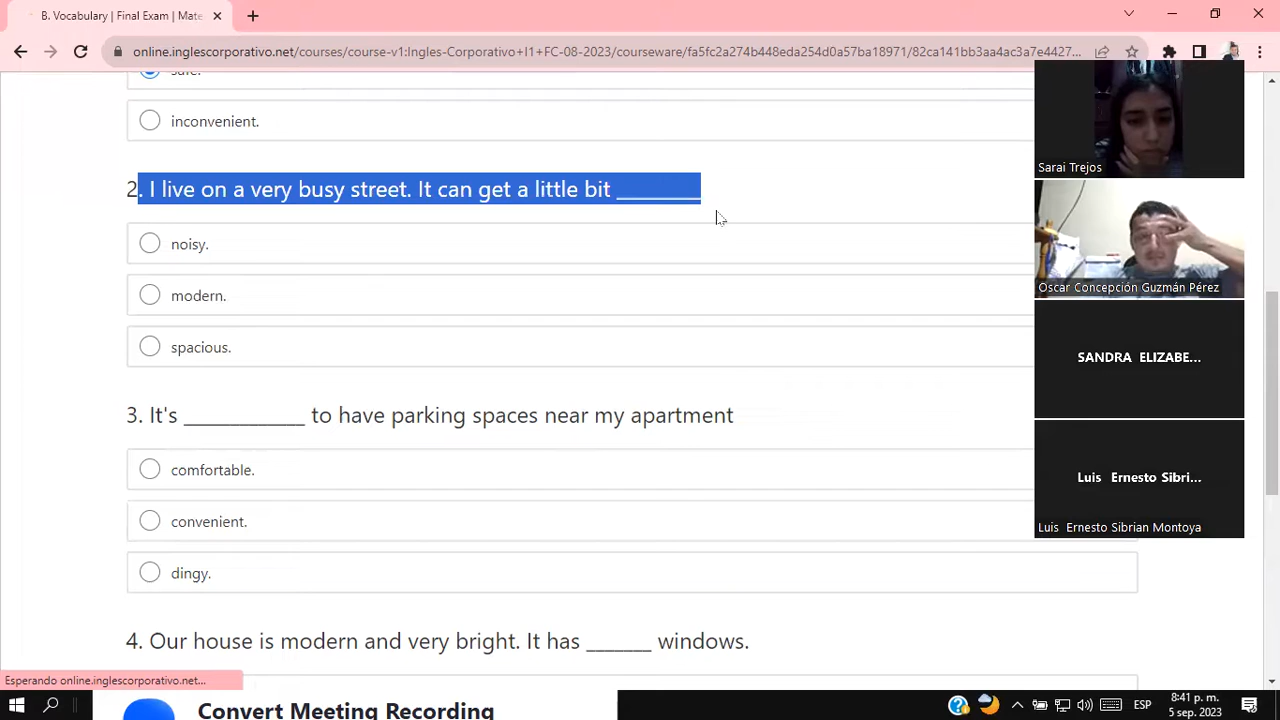 B. Vocabulary | Final Exam | Mate
online.inglescorporativo.net/courses/course-v1:Ingles-Corporativo+I1+FC-08-2023/courseware/fa5fc2a274b448eda254d0a57ba18971/82ca141bb3aa4ac3a7e4427...
safe.
inconvenient.
2. I live on a very busy street. It can get a little bit ________
noisy.
modern.
spacious.
3. It's ____________ to have parking spaces near my apartment
comfortable.
convenient.
dingy.
4. Our house is modern and very bright. It has _______ windows.
Sarai Trejos
Oscar Concepción Guzmán Pérez
SANDRA ELIZABE...
Luis Ernesto Sibri...
Luis Ernesto Sibrian Montoya
Esperando online.inglescorporativo.net...
Convert Meeting Recording
ESP
8:41 p. m.
5 sep. 2023